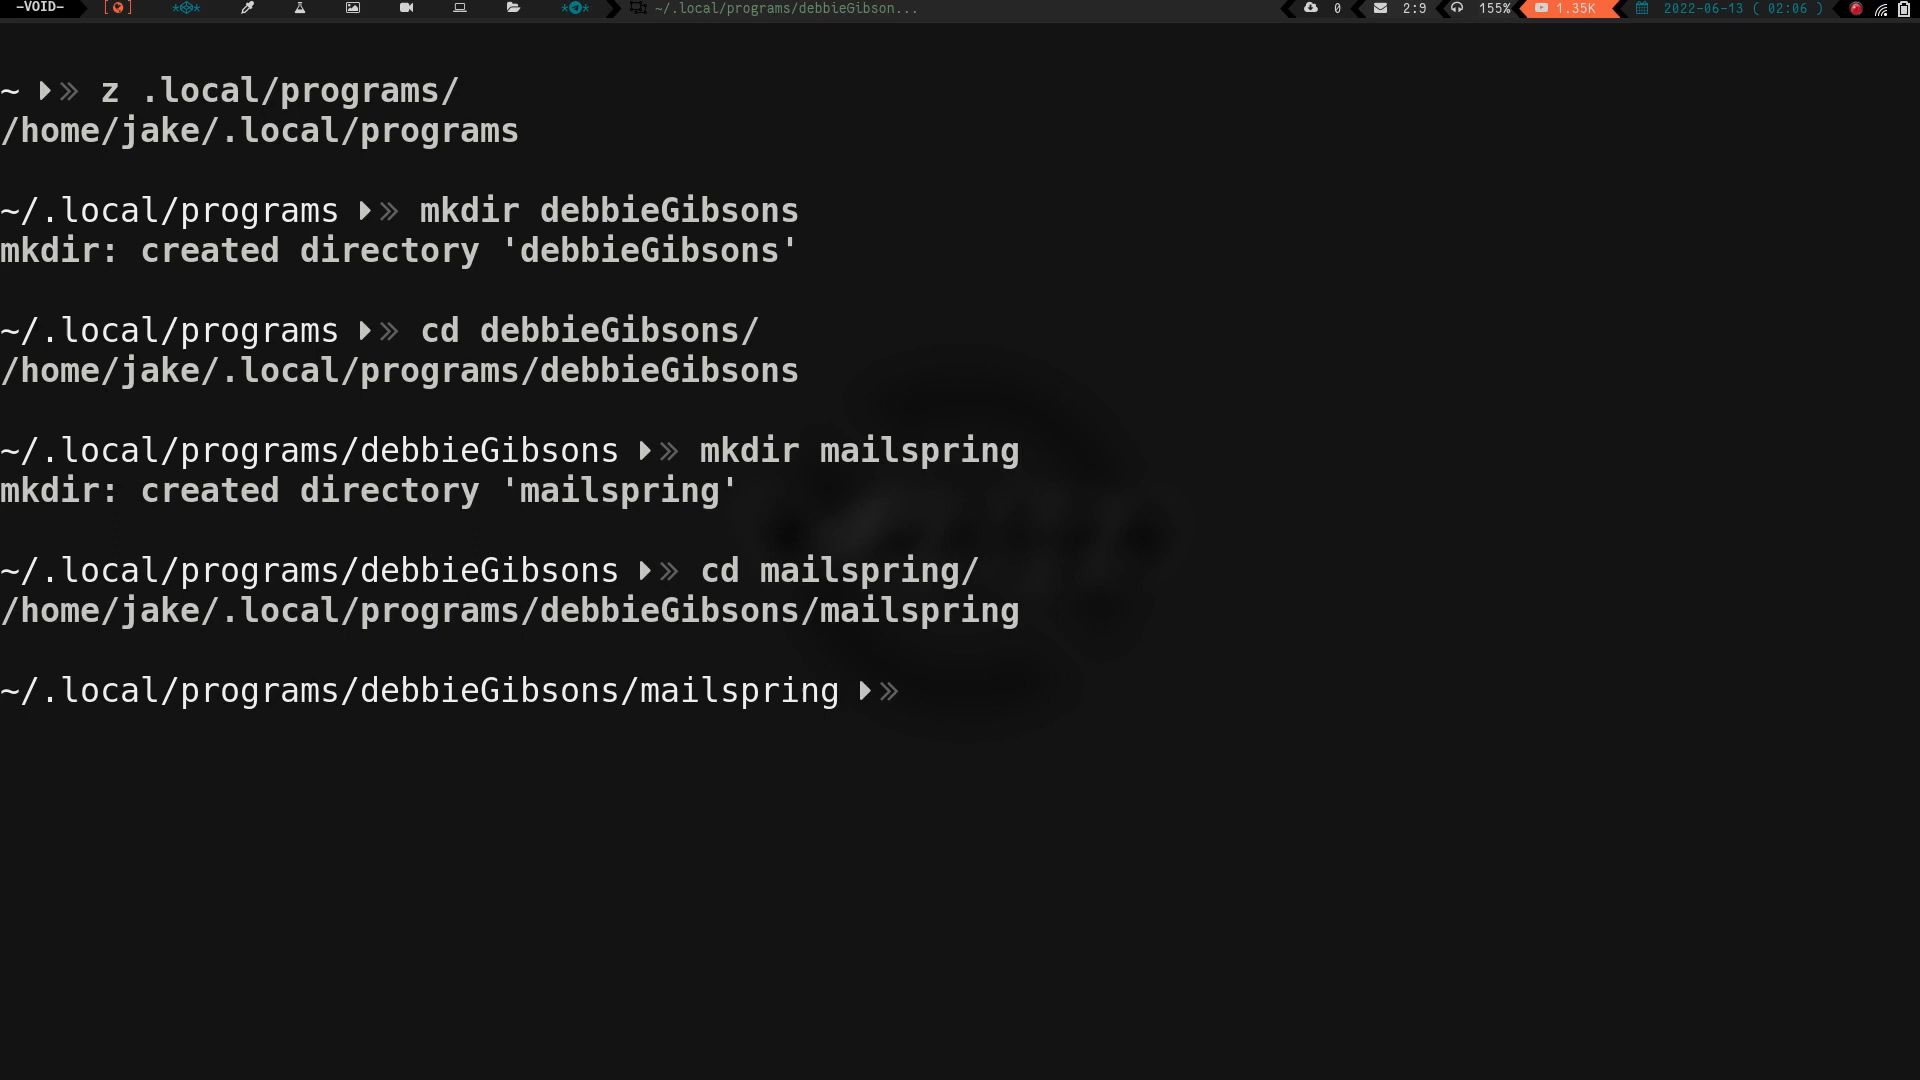 -VOID-
~/.local/programs/debbieGibson...
0
2:9
155%
1.35K
2022-06-13 ( 02:06 )
~ z .local/programs/
/home/jake/.local/programs
~/.local/programs mkdir debbieGibsons
mkdir: created directory 'debbieGibsons'
~/.local/programs cd debbieGibsons/
/home/jake/.local/programs/debbieGibsons
~/.local/programs/debbieGibsons mkdir mailspring
mkdir: created directory 'mailspring'
~/.local/programs/debbieGibsons cd mailspring/
/home/jake/.local/programs/debbieGibsons/mailspring
~/.local/programs/debbieGibsons/mailspring